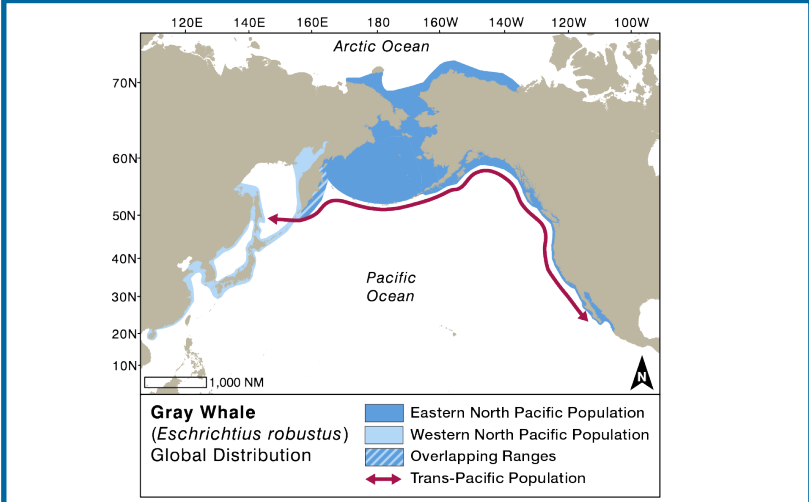 120E 140E 160E 180 160W 140W 120W 100W
Arctic Ocean
70N
60N
50N
40N
30N
20N
10N
Pacific
Ocean
1,000 NM
N
Gray Whale
(Eschrichtius robustus)
Global Distribution
Eastern North Pacific Population
Western North Pacific Population
Overlapping Ranges
Trans-Pacific Population